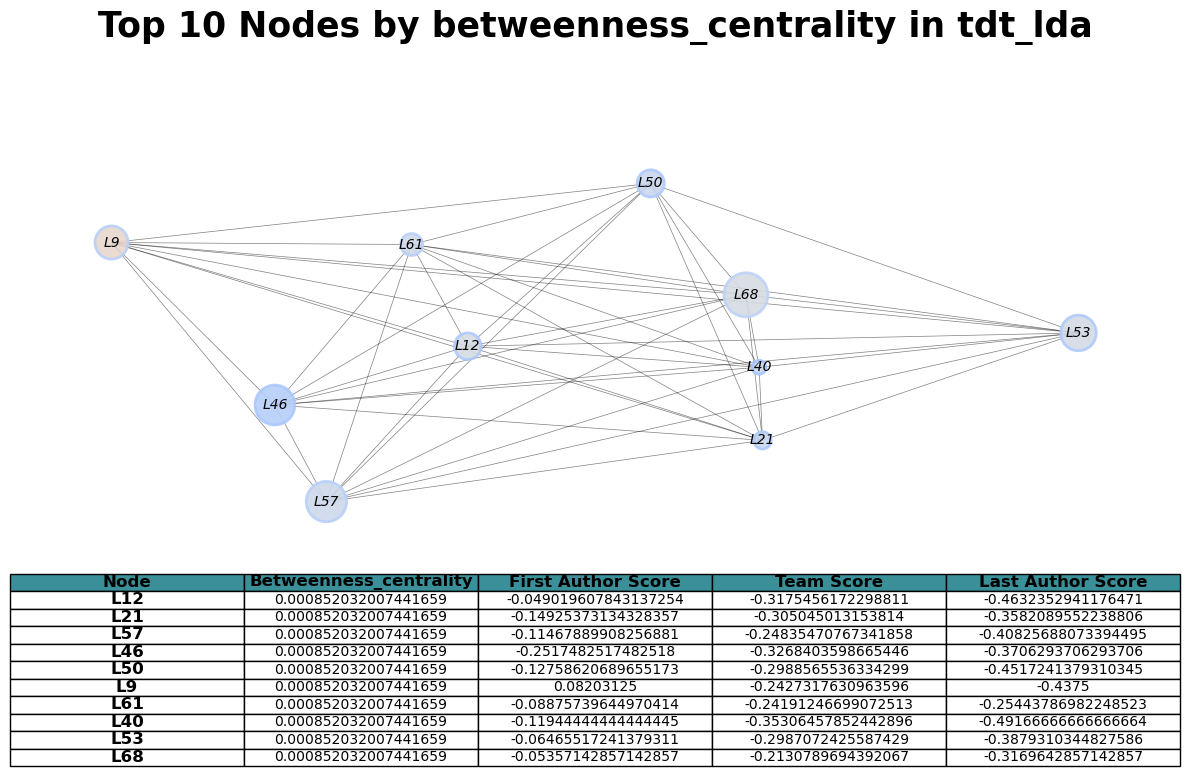 Top 10 Nodes by betweenness_centrality in tdt_lda
L50
L9
L61
L68
L53
L12
L40
L46
L21
L57
Node Betweenness_centrality First Author Score Team Score Last Author Score
L12 0.000852032007441659 -0.049019607843137254 -0.3175456172298811 -0.4632352941176471
L21 0.000852032007441659 -0.14925373134328357 -0.305045013153814 -0.3582089552238806
L57 0.000852032007441659 -0.11467889908256881 -0.24835470767341858 -0.40825688073394495
L46 0.000852032007441659 -0.2517482517482518 -0.3268403598665446 -0.3706293706293706
L50 0.000852032007441659 -0.12758620689655173 -0.2988565536334299 -0.4517241379310345
L9 0.000852032007441659 0.08203125 -0.2427317630963596 -0.4375
L61 0.000852032007441659 -0.08875739644970414 -0.24191246699072513 -0.25443786982248523
L40 0.000852032007441659 -0.11944444444444445 -0.35306457852442896 -0.49166666666666664
L53 0.000852032007441659 -0.06465517241379311 -0.2987072425587429 -0.3879310344827586
L68 0.000852032007441659 -0.05357142857142857 -0.2130789694392067 -0.3169642857142857